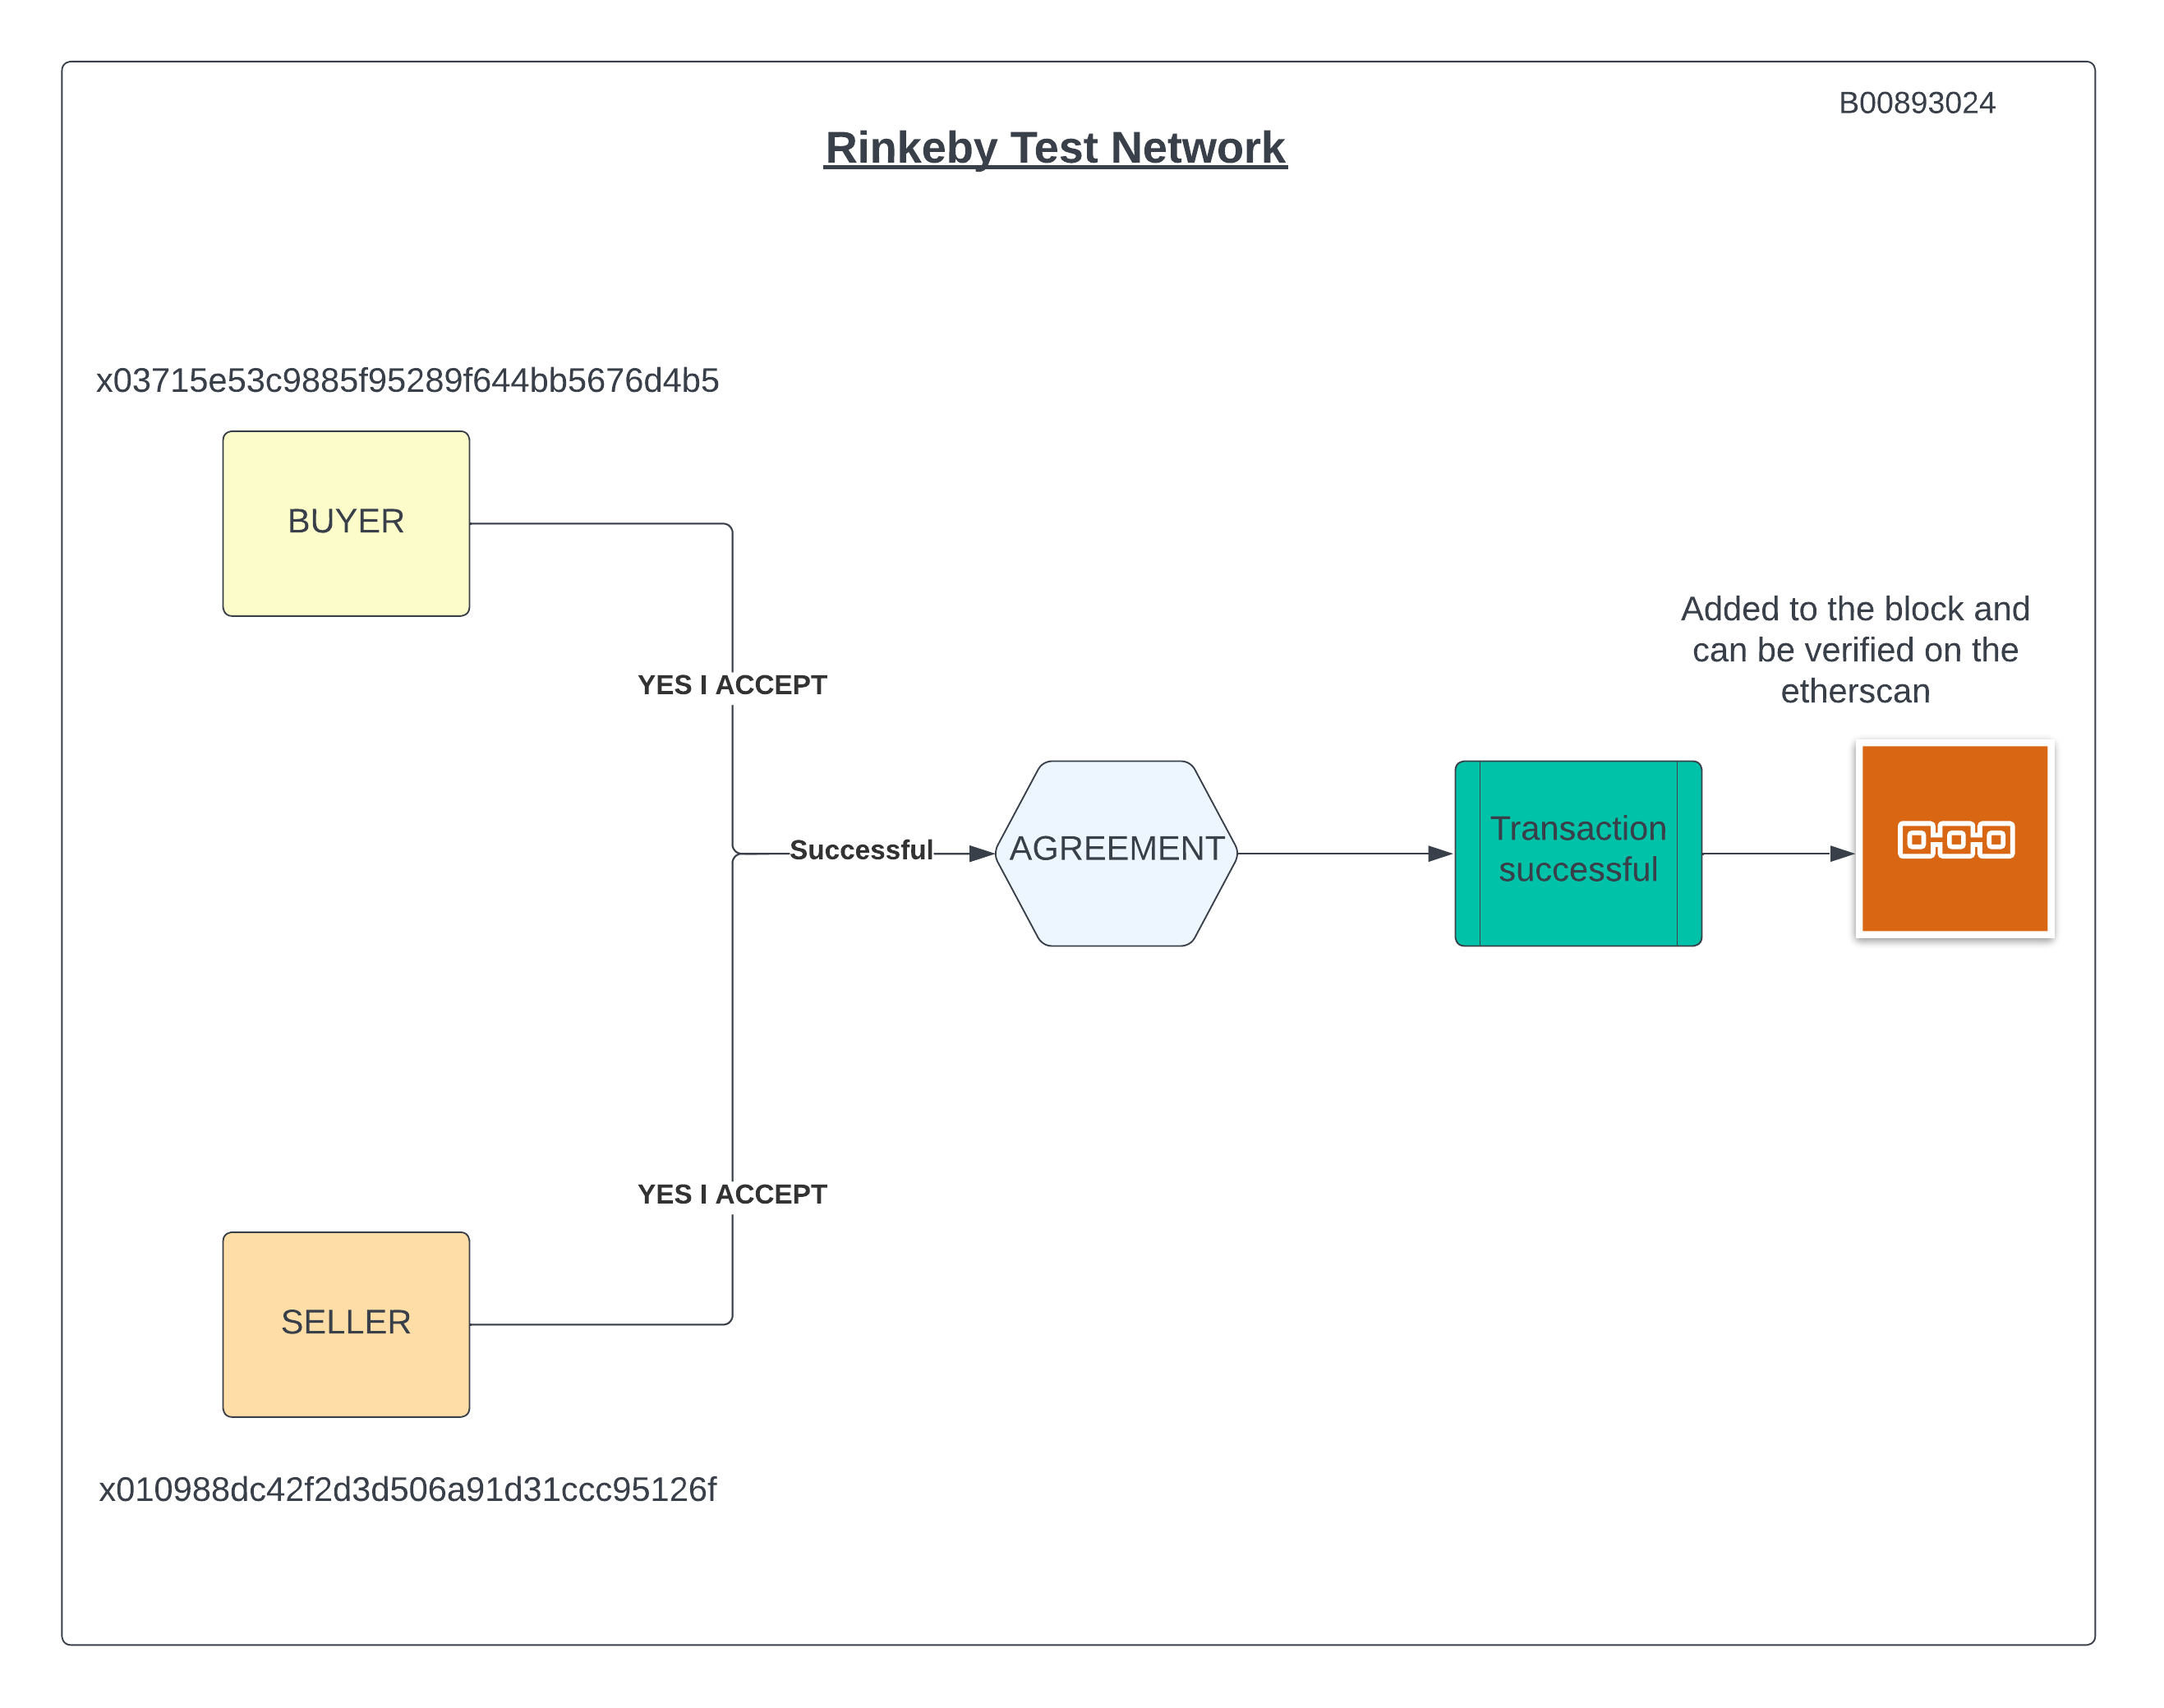 B00893024
Rinkeby Test Network
x03715e53c9885f95289f644bb5676d4b5
BUYER
YES I ACCEPT
Added to the block and
can be verified on the
etherscan
Successful
AGREEMENT
Transaction
successful
YES I ACCEPT
SELLER
x010988dc42f2d3d506a91d31ccc95126f